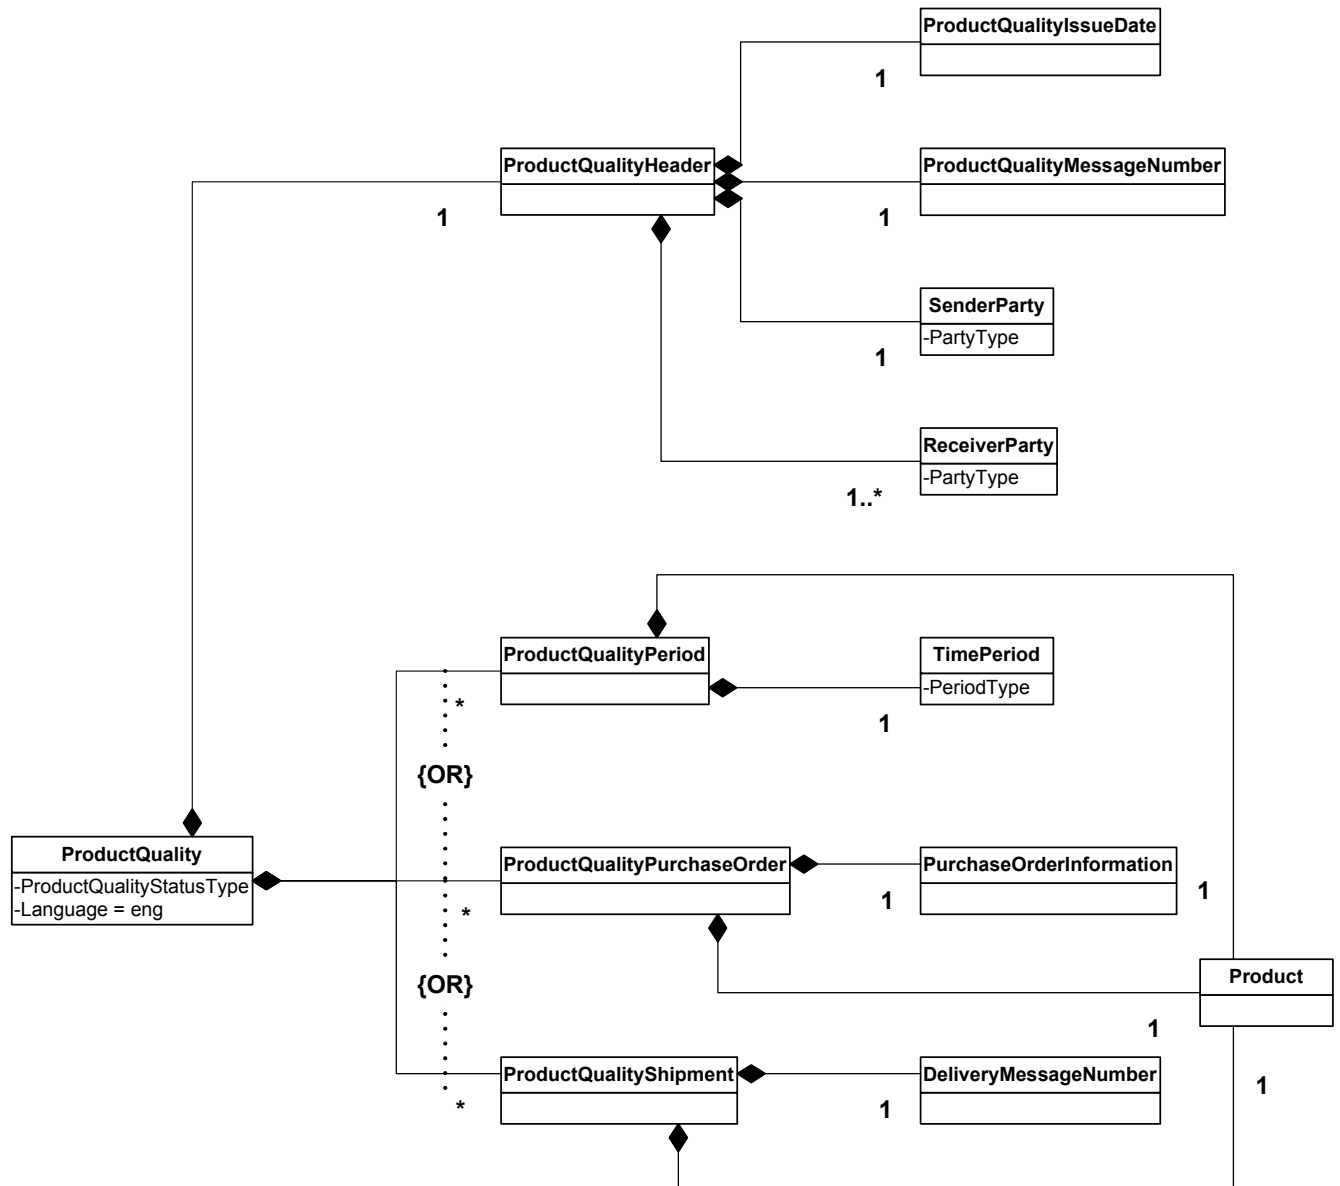 ProductQualityIssueDate
1
ProductQualityHeader
1
ProductQualityMessageNumber
1
SenderParty
-PartyType
1
ReceiverParty
-PartyType
1..*
ProductQualityPeriod
*
TimePeriod
-PeriodType
1
{OR}
ProductQuality
-ProductQualityStatusType
-Language = eng
ProductQualityPurchaseOrder
*
PurchaseOrderInformation
1
1
{OR}
Product
1
ProductQualityShipment
*
DeliveryMessageNumber
1
1